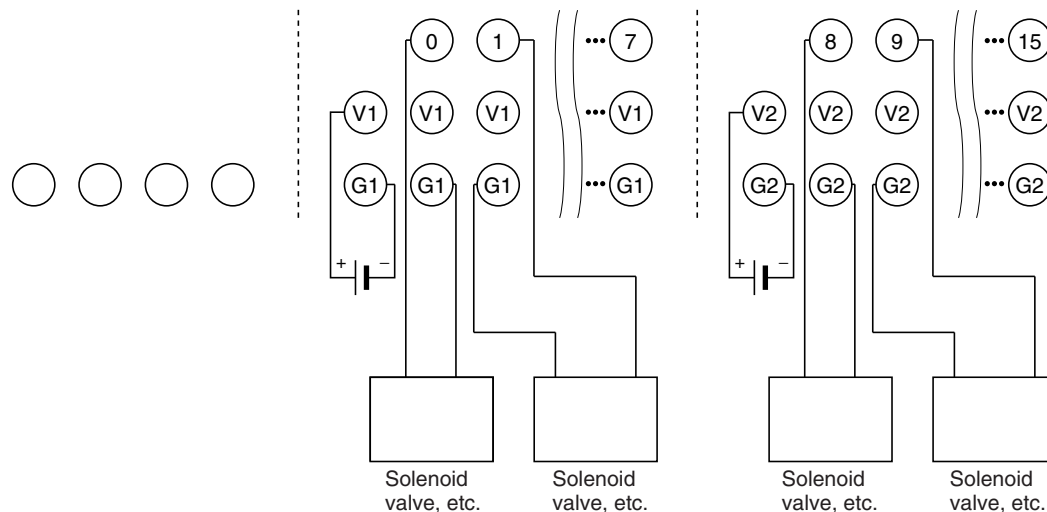 0 1 ••• 7 8 9 ••• 15
V1 V1 V1 ••• V1 V2 V2 V2 ••• V2
G1 G1 G1 ••• G1 G2 G2 G2 ••• G2
+ − + −
Solenoid Solenoid Solenoid Solenoid
valve, etc. valve, etc. valve, etc. valve, etc.